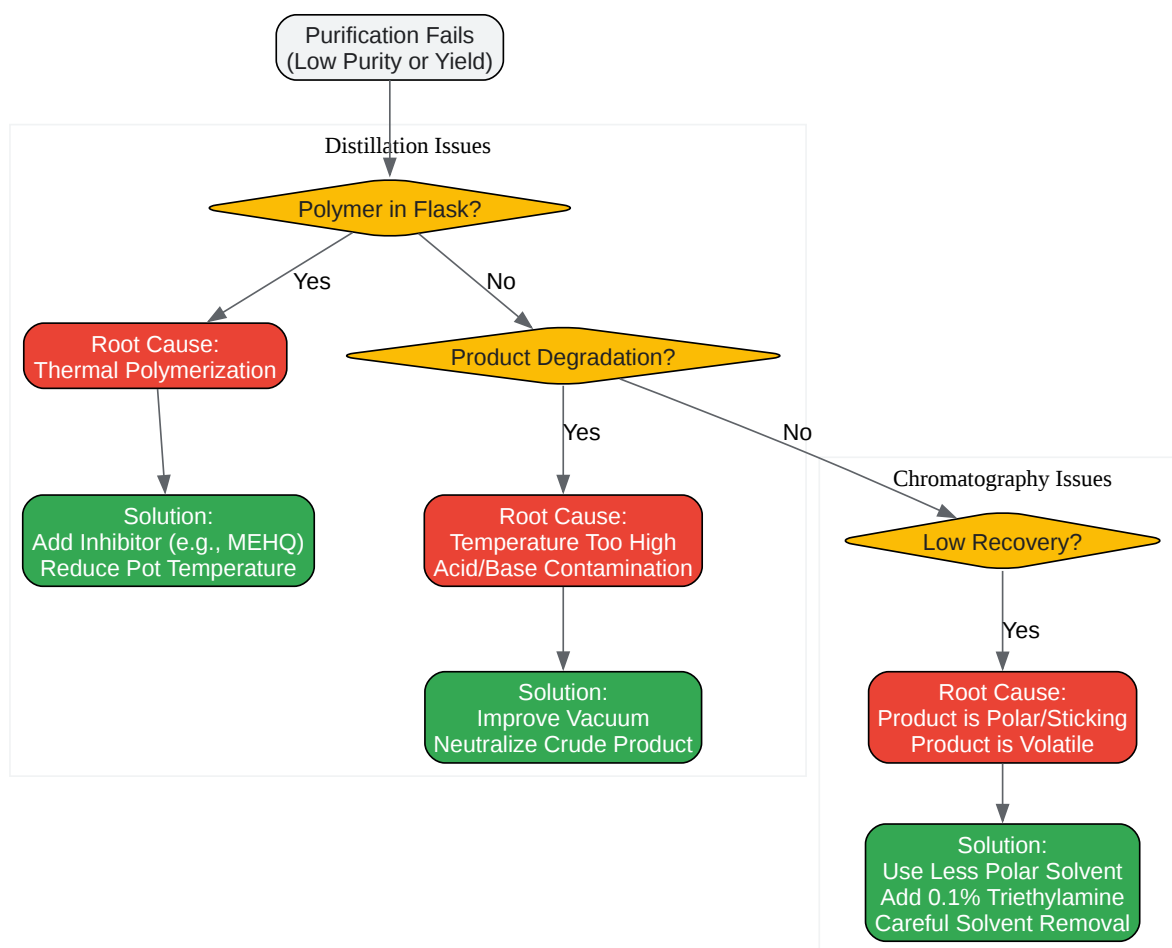 Purification Fails
(Low Purity or Yield)
Distillation Issues
Polymer in Flask?
Yes
No
Root Cause:
Thermal Polymerization
Product Degradation?
Yes
No
Solution:
Add Inhibitor (e.g., MEHQ)
Reduce Pot Temperature
Root Cause:
Temperature Too High
Acid/Base Contamination
Chromatography Issues
Low Recovery?
Yes
Solution:
Improve Vacuum
Neutralize Crude Product
Root Cause:
Product is Polar/Sticking
Product is Volatile
Solution:
Use Less Polar Solvent
Add 0.1% Triethylamine
Careful Solvent Removal